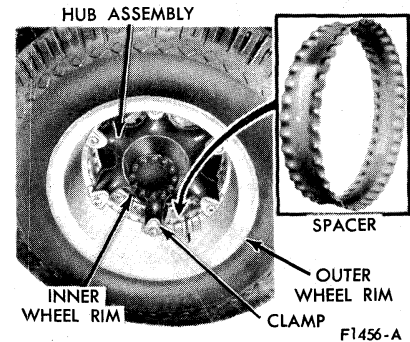 HUB ASSEMBLY
SPACER
INNER
WHEEL RIM
OUTER
WHEEL RIM
CLAMP
F1456-A